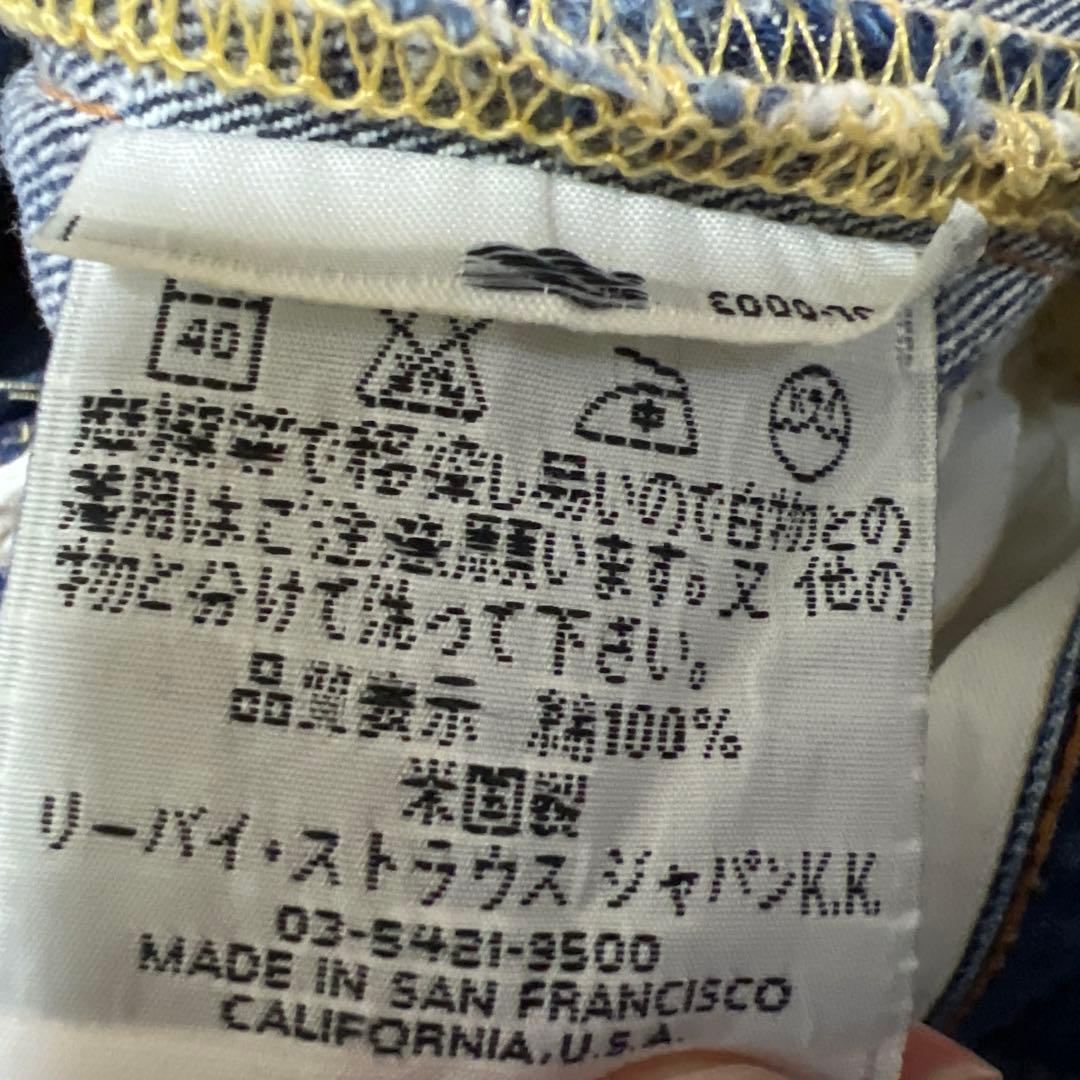 40
摩擦等で移染し易いので白物との
着用はご注意願います。又 他の
物と分けて洗って下さい。
品質表示 綿100%
米国製
リーバイ・ストラウス ジャパンK.K.
03-5421-9500
MADE IN SAN FRANCISCO
CALIFORNIA,U.S.A.